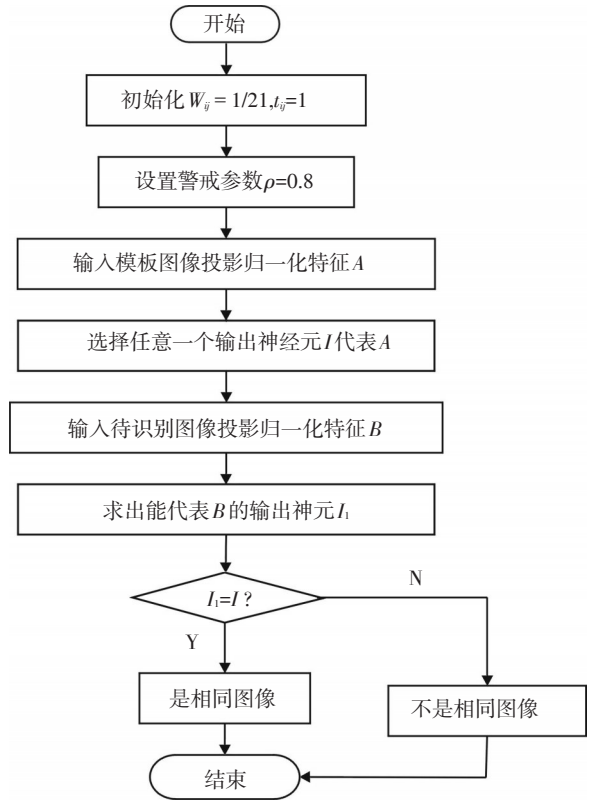 开始
初始化 W_ij = 1/21,t_ij=1
设置警戒参数ρ=0.8
输入模板图像投影归一化特征A
选择任意一个输出神经元I代表A
输入待识别图像投影归一化特征B
求出能代表B的输出神元I₁
I₁=I?
N
Y
是相同图像
不是相同图像
结束